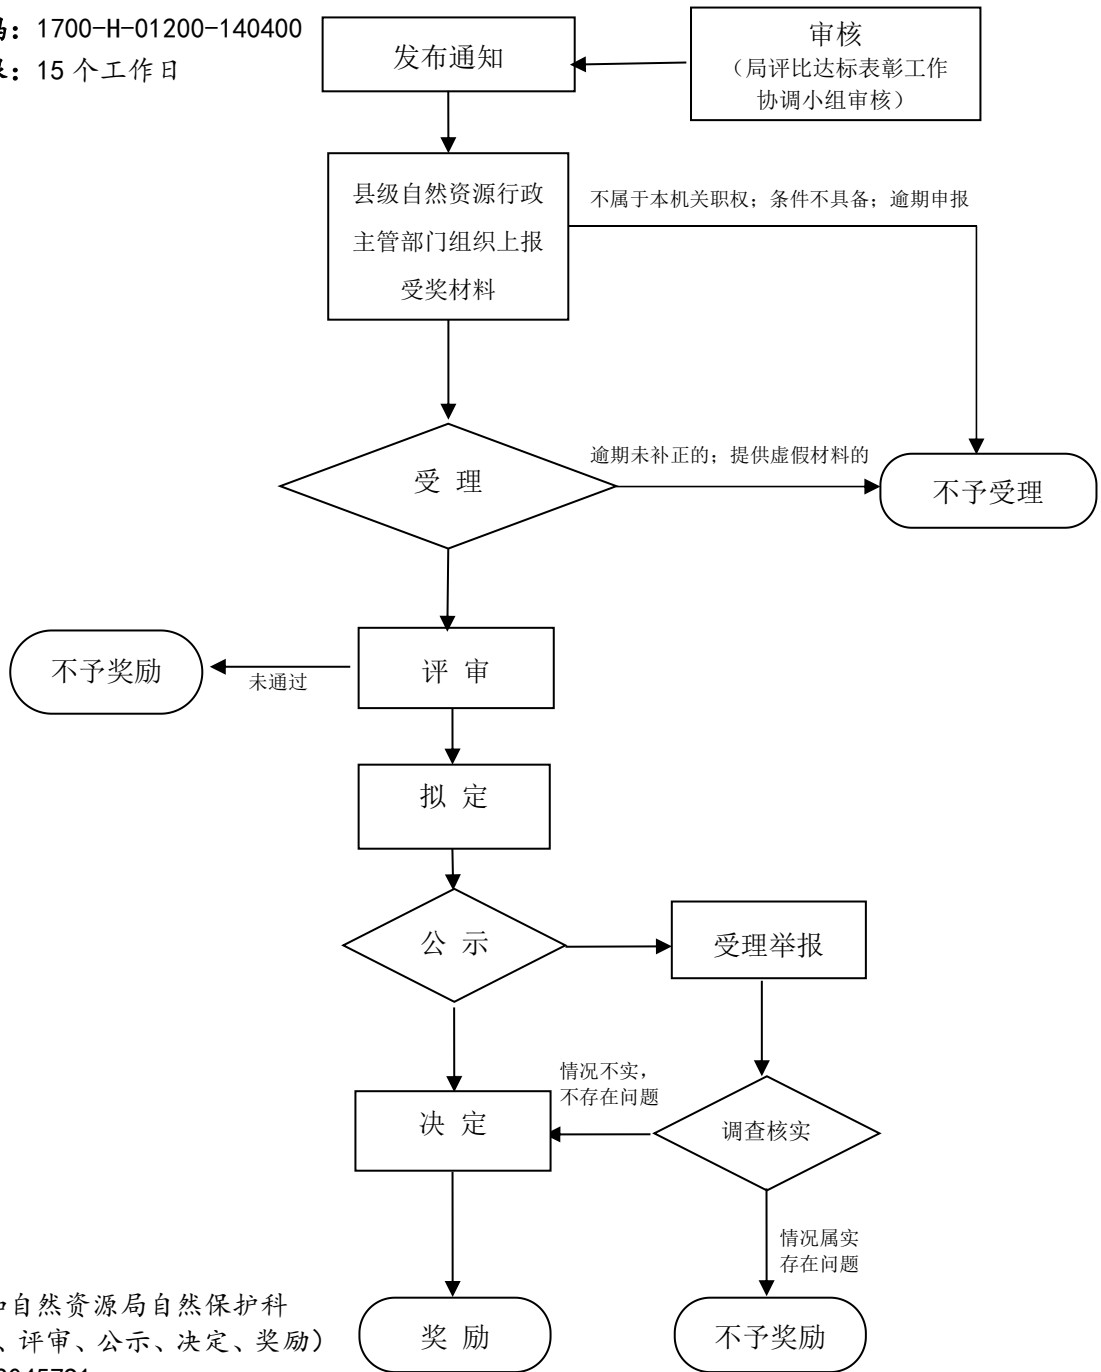 : 1700-H-01200-140400
: 15 个工作日
发布通知
审核
（局评比达标表彰工作
协调小组审核）
县级自然资源行政
主管部门组织上报
受奖材料
不属于本机关职权；条件不具备；逾期申报
受 理
逾期未补正的；提供虚假材料的
不予受理
不予奖励
未通过
评 审
拟 定
公 示
受理举报
情况不实，
不存在问题
决 定
调查核实
情况属实
存在问题
自然资源局自然保护科
、评审、公示、决定、奖励）
奖 励
不予奖励